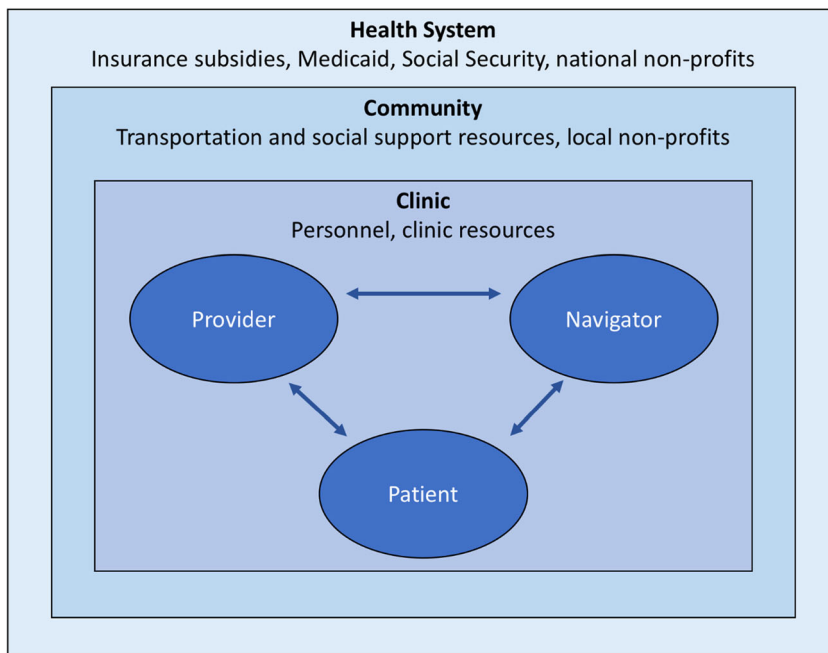 Health System
Insurance subsidies, Medicaid, Social Security, national non-profits
Community
Transportation and social support resources, local non-profits
Clinic
Personnel, clinic resources
Provider
Navigator
Patient